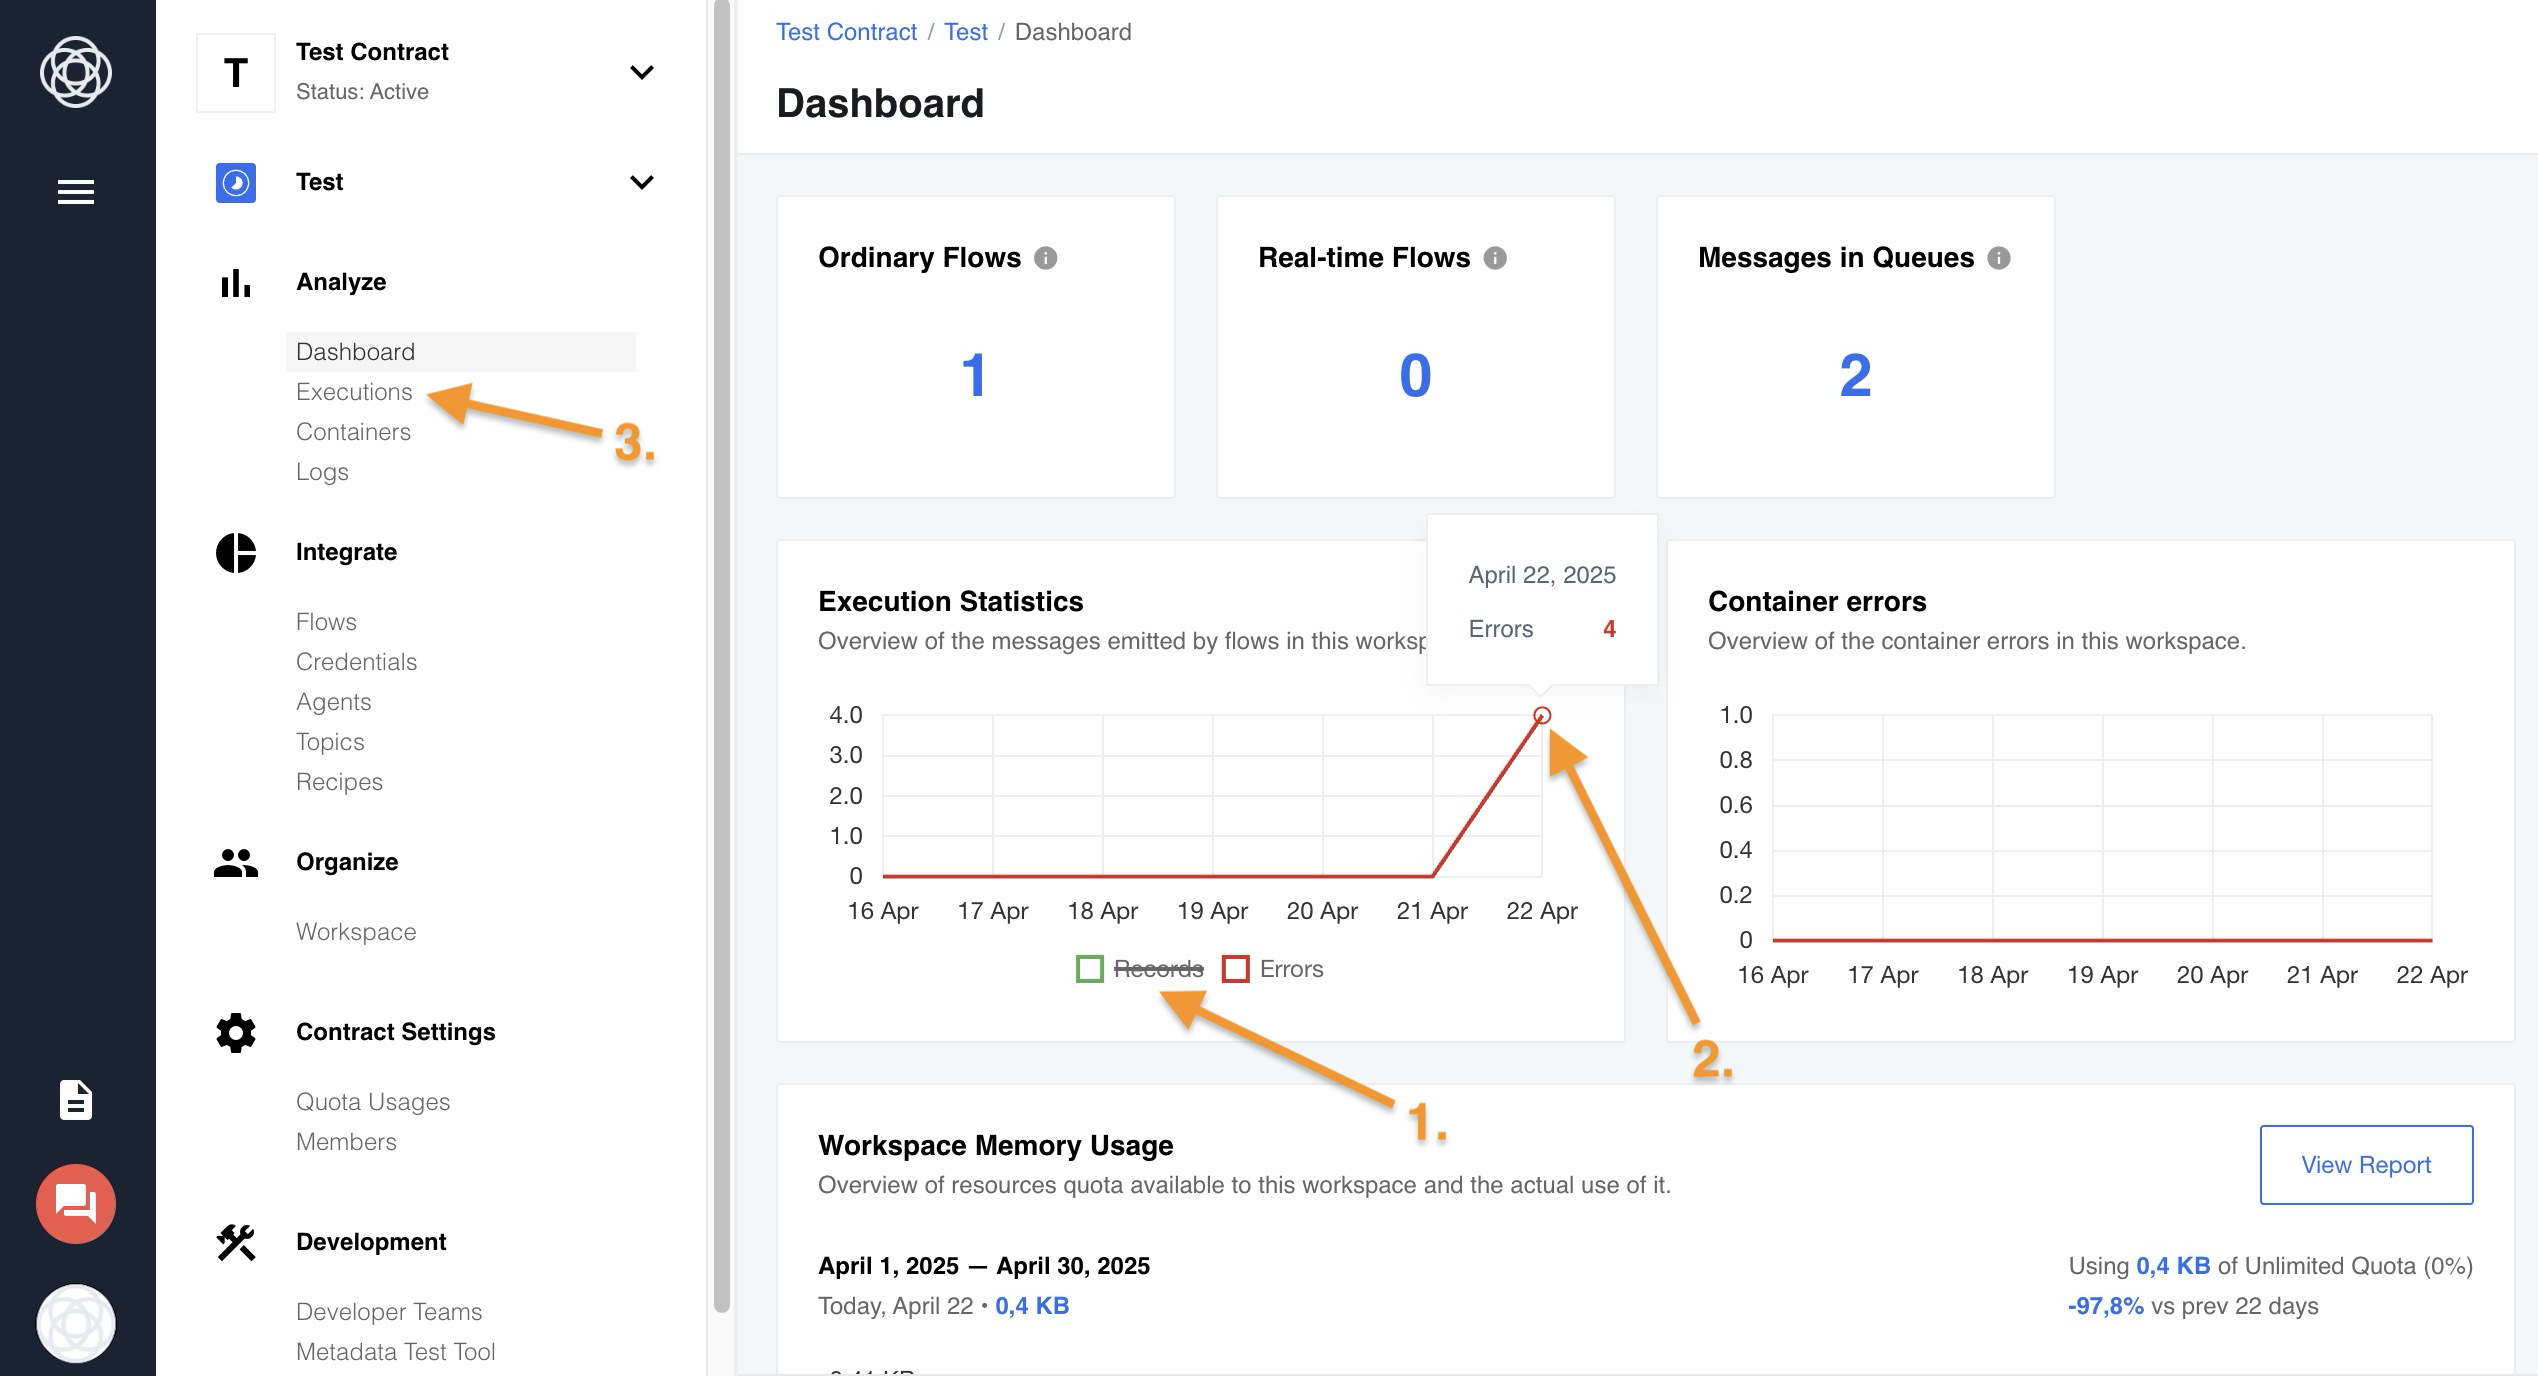 T
Test Contract
Status: Active
Test
Analyze
Dashboard
Executions
Containers
Logs
3.
Integrate
Flows
Credentials
Agents
Topics
Recipes
Organize
Workspace
Contract Settings
Quota Usages
Members
Development
Developer Teams
Metadata Test Tool
Test Contract / Test / Dashboard
Dashboard
Ordinary Flows
1
Real-time Flows
0
Messages in Queues
2
Execution Statistics
Overview of the messages emitted by flows in this worksp
April 22, 2025
Errors 4
4.0
3.0
2.0
1.0
0
16 Apr 17 Apr 18 Apr 19 Apr 20 Apr 21 Apr 22 Apr
Records Errors
1.
2.
Container errors
Overview of the container errors in this workspace.
1.0
0.8
0.6
0.4
0.2
0
16 Apr 17 Apr 18 Apr 19 Apr 20 Apr 21 Apr 22 Apr
Workspace Memory Usage
Overview of resources quota available to this workspace and the actual use of it.
View Report
April 1, 2025 — April 30, 2025
Today, April 22 • 0,4 KB
Using 0,4 KB of Unlimited Quota (0%)
-97,8% vs prev 22 days